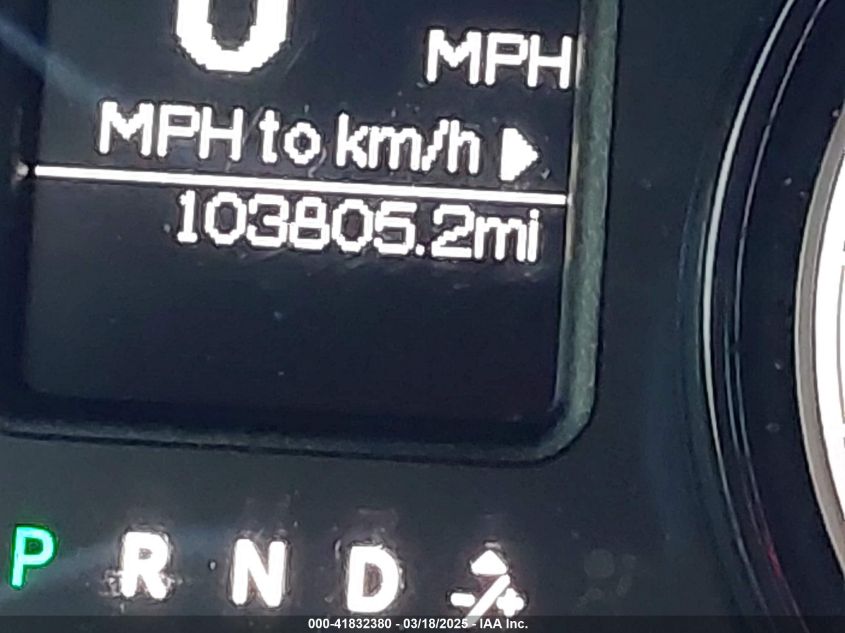 0
MPH
MPH to km/h
103805.2mi
P R N D
000-41832380 - 03/18/2025 - IAA Inc.